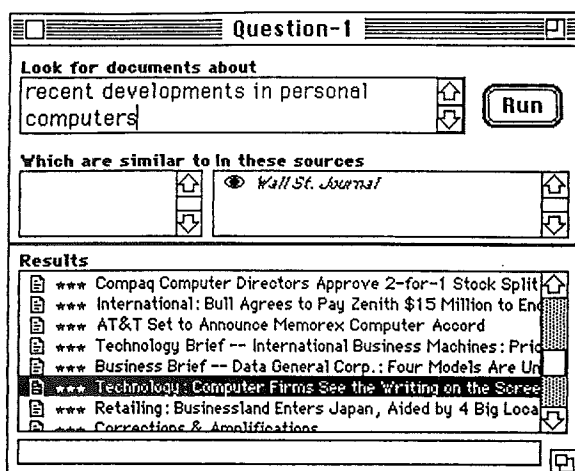 Question-1
Look for documents about
recent developments in personal
computers
Run
Which are similar to In these sources
Wall St. Journal
Results
*** Compaq Computer Directors Approve 2-for-1 Stock Split
*** International: Bull Agrees to Pay Zenith $15 Million to End
*** AT&T Set to Announce Memorex Computer Accord
*** Technology Brief -- International Business Machines: Pric
*** Business Brief -- Data General Corp.: Four Models Are Un
*** Technology: Computer Firms See the Writing on the Scree
*** Retailing: Businessland Enters Japan, Aided by 4 Big Loca
*** Corrections & Amplifications